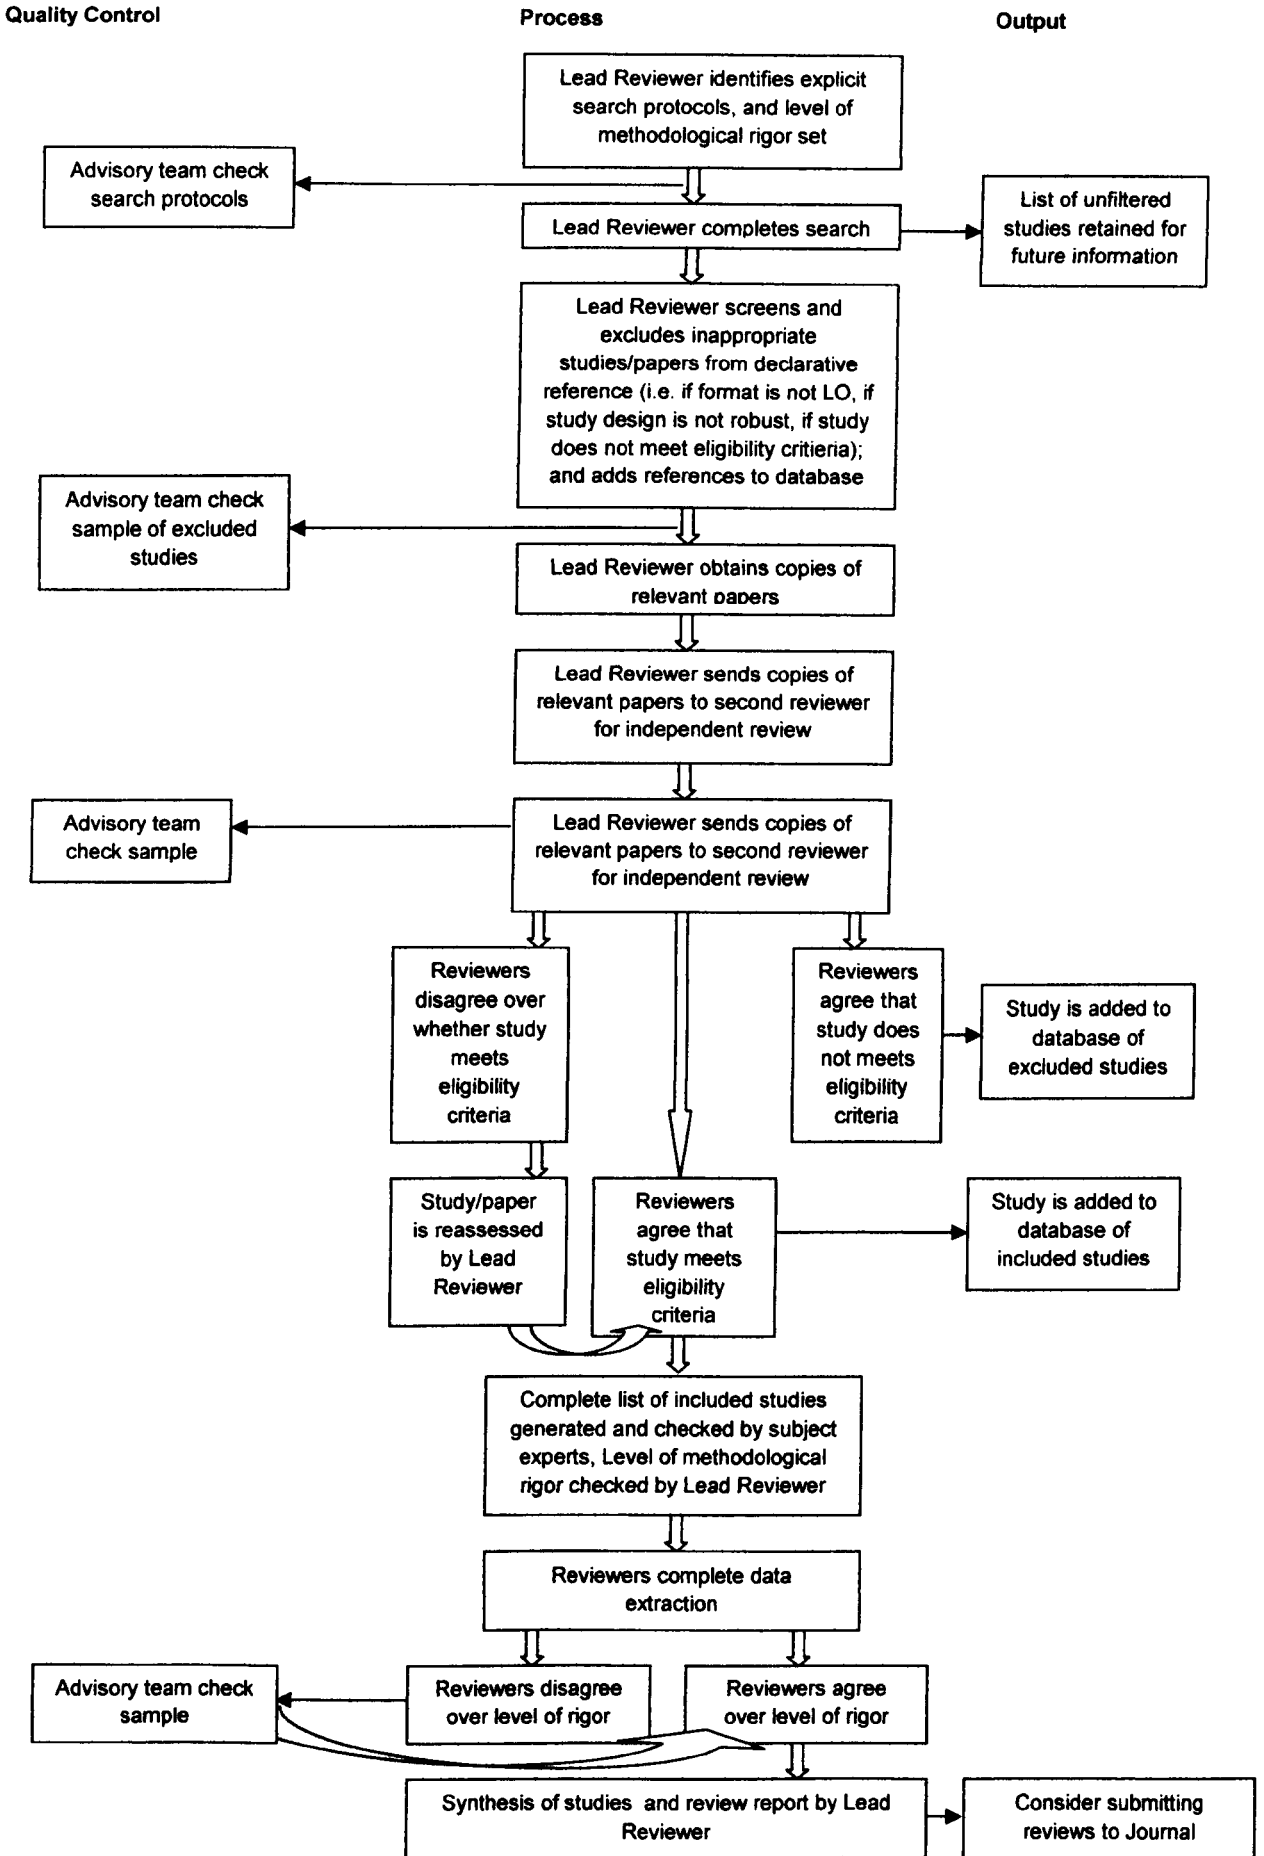 Quality Control
Process
Output
Lead Reviewer identifies explicit
search protocols, and level of
methodological rigor set
Advisory team check
search protocols
Lead Reviewer completes search
List of unfiltered
studies retained for
future information
Lead Reviewer screens and
excludes inappropriate
studies/papers from declarative
reference (i.e. if format is not LO, if
study design is not robust, if study
does not meet eligibility critieria);
and adds references to database
Advisory team check
sample of excluded
studies
Lead Reviewer obtains copies of
relevant papers
Lead Reviewer sends copies of
relevant papers to second reviewer
for independent review
Advisory team
check sample
Lead Reviewer sends copies of
relevant papers to second reviewer
for independent review
Reviewers
disagree over
whether study
meets
eligibility
criteria
Reviewers
agree that
study does
not meets
eligibility
criteria
Study is added to
database of
excluded studies
Study/paper
is reassessed
by Lead
Reviewer
Reviewers
agree that
study meets
eligibility
criteria
Study is added to
database of
included studies
Complete list of included studies
generated and checked by subject
experts, Level of methodological
rigor checked by Lead Reviewer
Reviewers complete data
extraction
Advisory team check
sample
Reviewers disagree
over level of rigor
Reviewers agree
over level of rigor
Synthesis of studies and review report by Lead
Reviewer
Consider submitting
reviews to Journal